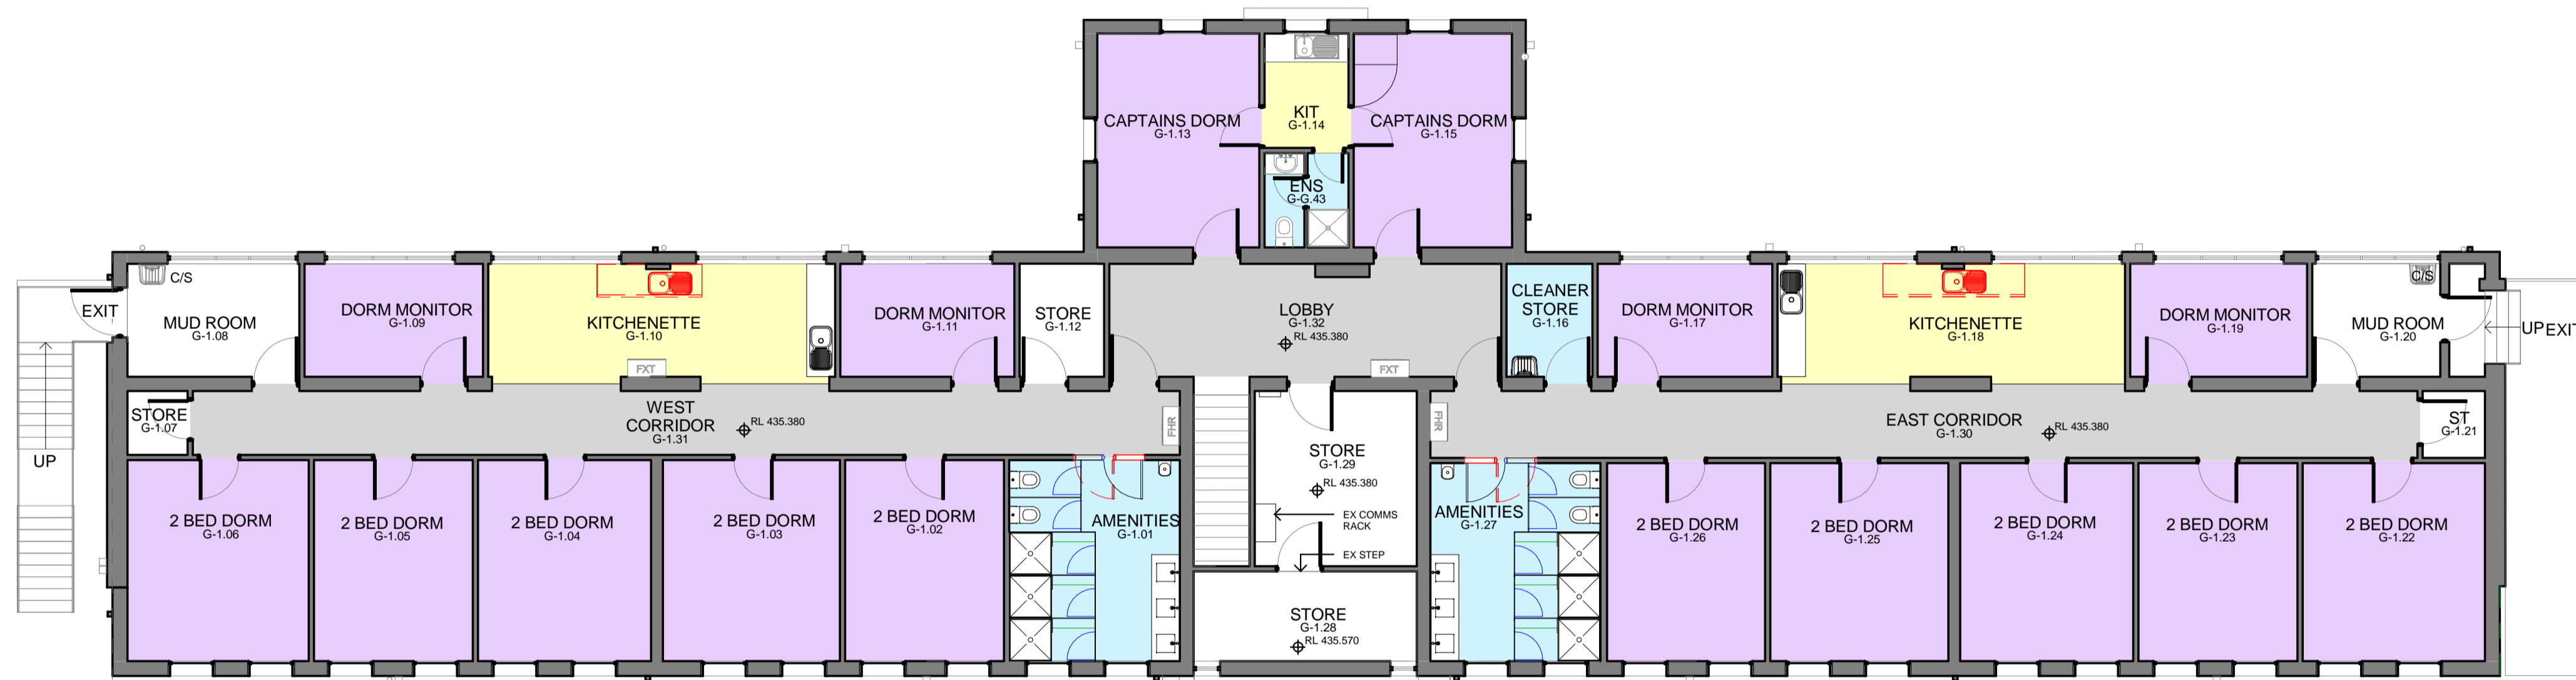 CAPTAINS DORM
G-1.13
KIT
G-1.14
CAPTAINS DORM
G-1.15
ENS
G-G.43
EXIT
C/S
MUD ROOM
G-1.08
DORM MONITOR
G-1.09
KITCHENETTE
G-1.10
FXT
DORM MONITOR
G-1.11
STORE
G-1.12
LOBBY
G-1.32
RL 435.380
FXT
CLEANER
STORE
G-1.16
DORM MONITOR
G-1.17
KITCHENETTE
G-1.18
DORM MONITOR
G-1.19
C/S
MUD ROOM
G-1.20
UP
EXIT
UP
STORE
G-1.07
WEST
CORRIDOR
G-1.31
RL 435.380
FHR
STORE
G-1.29
RL 435.380
EX COMMS
RACK
EX STEP
FHR
EAST CORRIDOR
G-1.30
RL 435.380
ST
G-1.21
2 BED DORM
G-1.06
2 BED DORM
G-1.05
2 BED DORM
G-1.04
2 BED DORM
G-1.03
2 BED DORM
G-1.02
AMENITIES
G-1.01
STORE
G-1.28
RL 435.570
AMENITIES
G-1.27
2 BED DORM
G-1.26
2 BED DORM
G-1.25
2 BED DORM
G-1.24
2 BED DORM
G-1.23
2 BED DORM
G-1.22